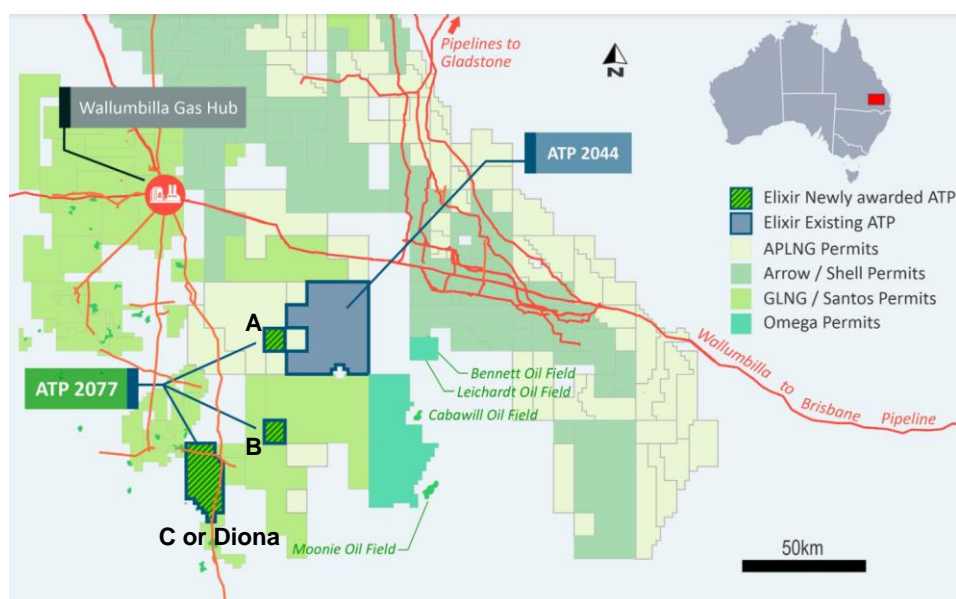 Pipelines to
Gladstone
N
Wallumbilla Gas Hub
ATP 2044
Elixir Newly awarded ATP
Elixir Existing ATP
APLNG Permits
Arrow / Shell Permits
GLNG / Santos Permits
Omega Permits
A
Bennett Oil Field
Leichardt Oil Field
Cabawill Oil Field
Wallumbilla to Brisbane Pipeline
ATP 2077
B
C or Diona
Moonie Oil Field
50km